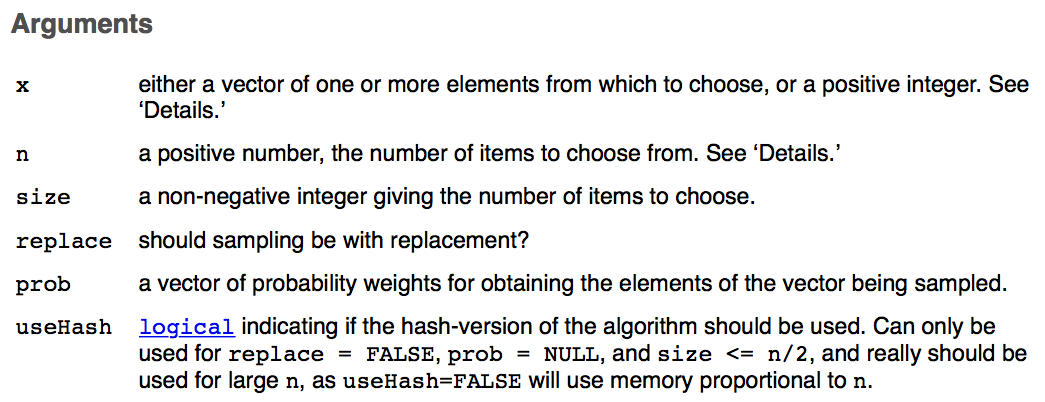 Arguments
x either a vector of one or more elements from which to choose, or a positive integer. See
‘Details.’
n a positive number, the number of items to choose from. See ‘Details.’
size a non-negative integer giving the number of items to choose.
replace should sampling be with replacement?
prob a vector of probability weights for obtaining the elements of the vector being sampled.
useHash logical indicating if the hash-version of the algorithm should be used. Can only be
used for replace = FALSE, prob = NULL, and size <= n/2, and really should be
used for large n, as useHash=FALSE will use memory proportional to n.